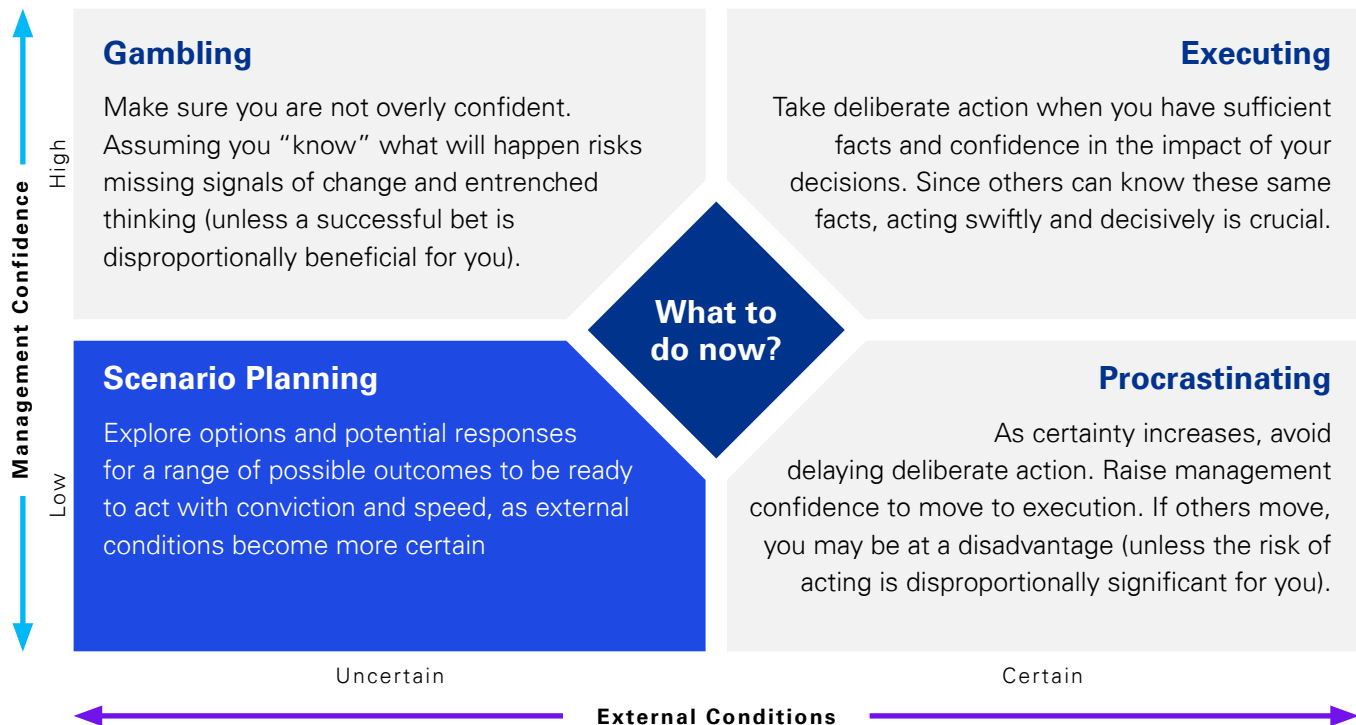 Gambling
Make sure you are not overly confident.
Assuming you “know” what will happen risks
missing signals of change and entrenched
thinking (unless a successful bet is
disproportionally beneficial for you).
Executing
Take deliberate action when you have sufficient
facts and confidence in the impact of your
decisions. Since others can know these same
facts, acting swiftly and decisively is crucial.
What to
do now?
Scenario Planning
Explore options and potential responses
for a range of possible outcomes to be ready
to act with conviction and speed, as external
conditions become more certain
Procrastinating
As certainty increases, avoid
delaying deliberate action. Raise management
confidence to move to execution. If others move,
you may be at a disadvantage (unless the risk of
acting is disproportionally significant for you).
Management Confidence
High
Low
Uncertain
Certain
External Conditions